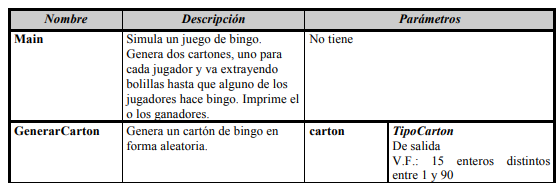 Nombre Descripción Parámetros
Main Simula un juego de bingo. No tiene
Genera dos cartones, uno para
cada jugador y va extrayendo
bolillas hasta que alguno de los
jugadores hace bingo. Imprime el
o los ganadores.
GenerarCarton Genera un cartón de bingo en carton TipoCarton
forma aleatoria. De salida
V.F.: 15 enteros distintos
entre 1 y 90